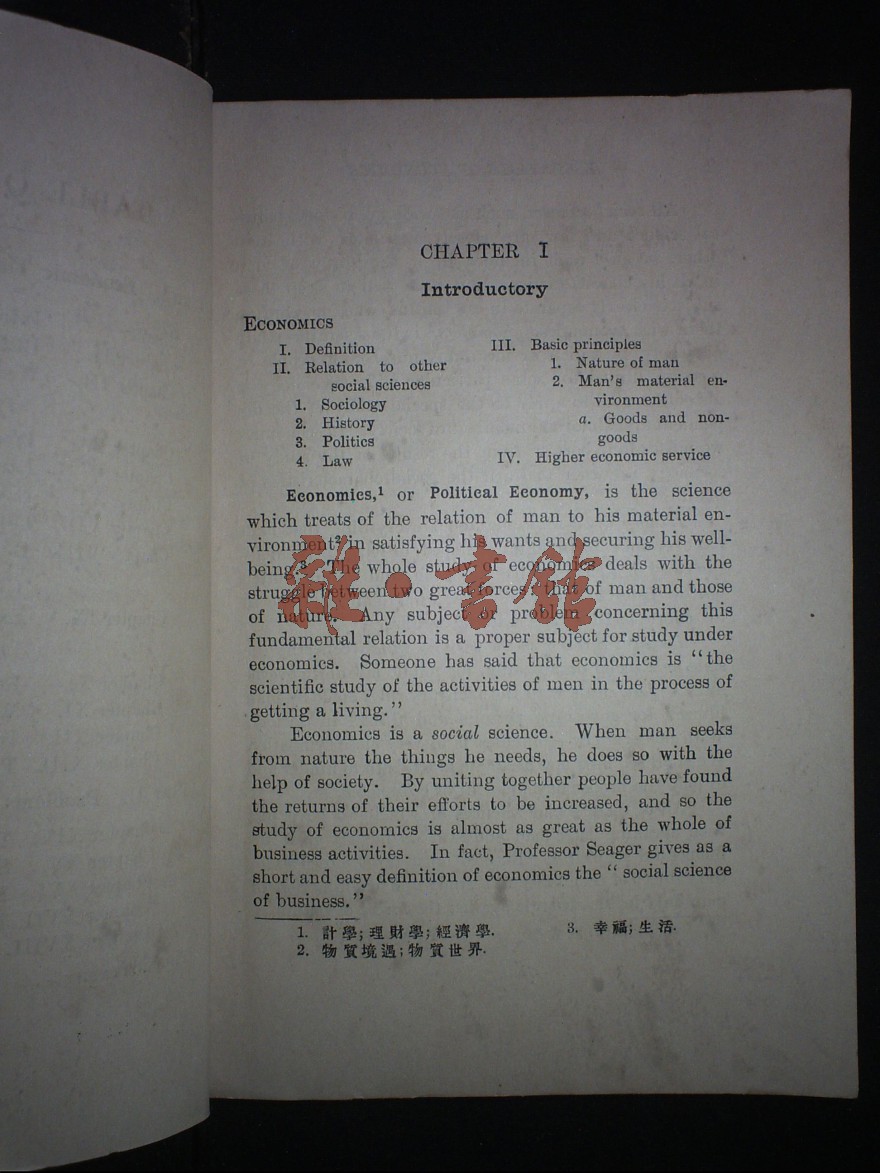 CHAPTER I
Introductory
ECONOMICS
I. Definition
II. Relation to other
social sciences
1. Sociology
2. History
3. Politics
4. Law
III. Basic principles
1. Nature of man
2. Man's material en-
vironment
a. Goods and non-
goods
IV. Higher economic service
Economics,¹ or Political Economy, is the science
which treats of the relation of man to his material en-
vironment² in satisfying his wants and securing his well-
being.³ The whole study of economics deals with the
struggle between two great forces: that of man and those
of nature. Any subject or problem concerning this
fundamental relation is a proper subject for study under
economics. Someone has said that economics is "the
scientific study of the activities of men in the process of
getting a living."
Economics is a social science. When man seeks
from nature the things he needs, he does so with the
help of society. By uniting together people have found
the returns of their efforts to be increased, and so the
study of economics is almost as great as the whole of
business activities. In fact, Professor Seager gives as a
short and easy definition of economics the "social science
of business."
1. 計學; 理財學; 經濟學.
2. 物質境遇; 物質世界.
3. 幸福; 生活.